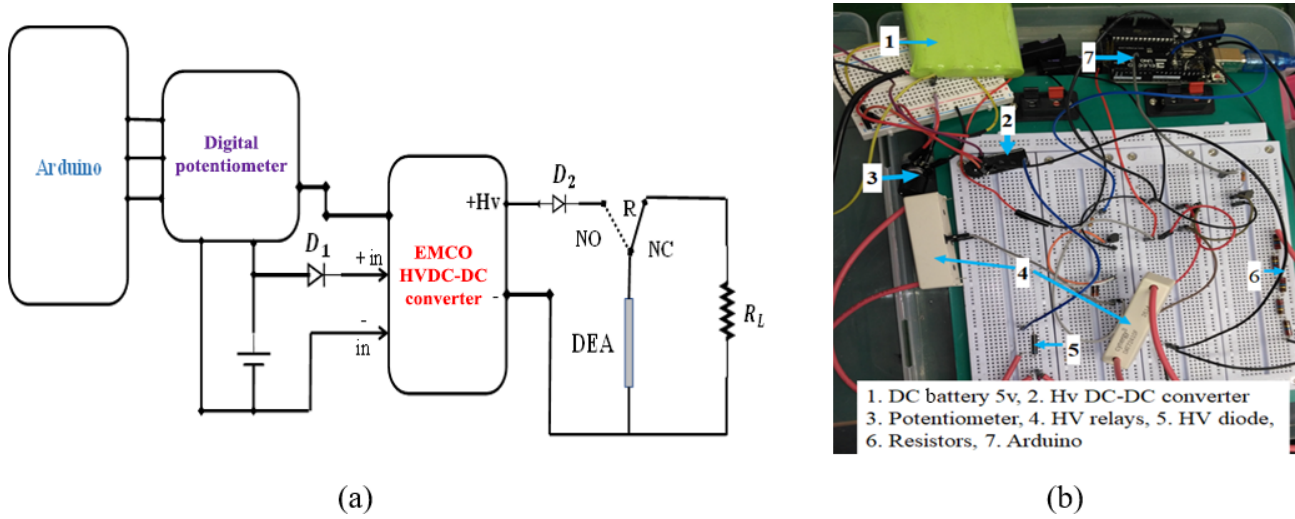 Arduino
Digital
potentiometer
D1
+ in
-
in
EMCO
HVDC-DC
converter
+Hv
-
D2
NO
R
NC
DEA
RL
(a)
1
2
3
4
5
6
7
1. DC battery 5v, 2. Hv DC-DC converter
3. Potentiometer, 4. HV relays, 5. HV diode,
6. Resistors, 7. Arduino
(b)